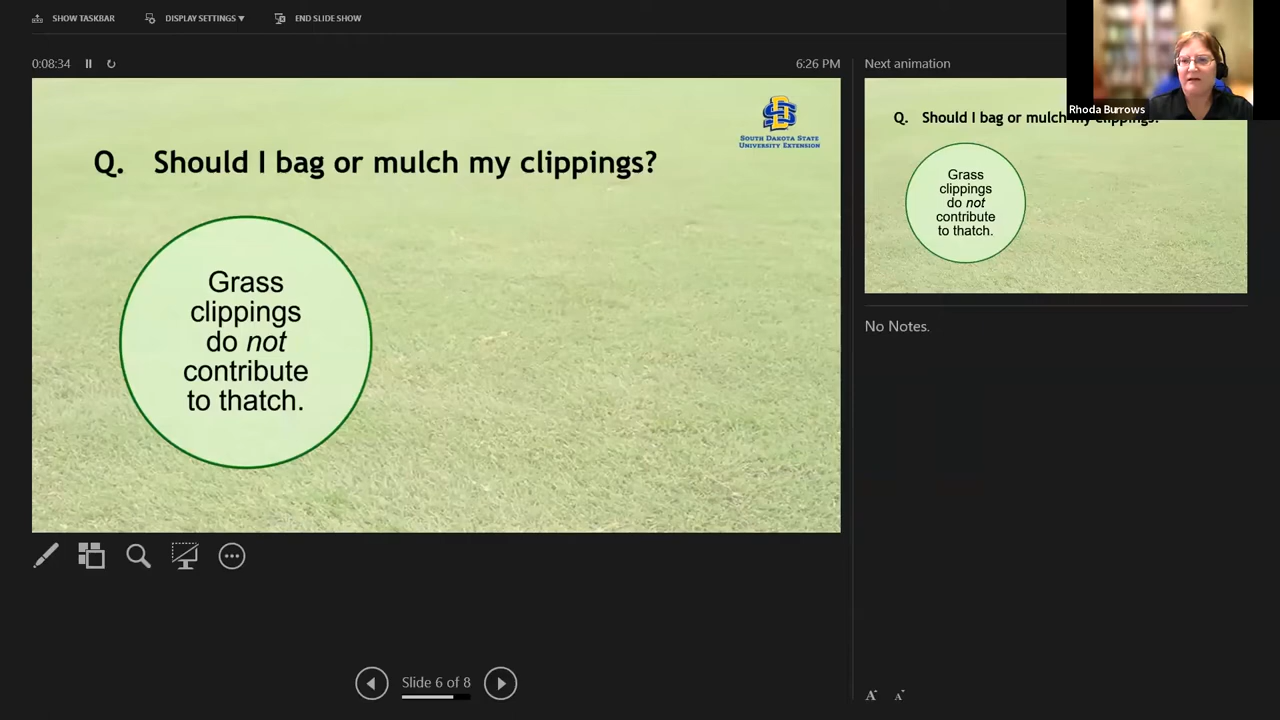 SHOW TASKBAR
DISPLAY SETTINGS ▼
END SLIDE SHOW
0:08:34
6:26 PM
SOUTH DAKOTA STATE
UNIVERSITY EXTENSION
Q. Should I bag or mulch my clippings?
Grass
clippings
do not
contribute
to thatch.
Slide 6 of 8
Next animation
Rhoda Burrows
Q. Should I bag or mulch my clippings?
Grass
clippings
do not
contribute
to thatch.
No Notes.
A
A